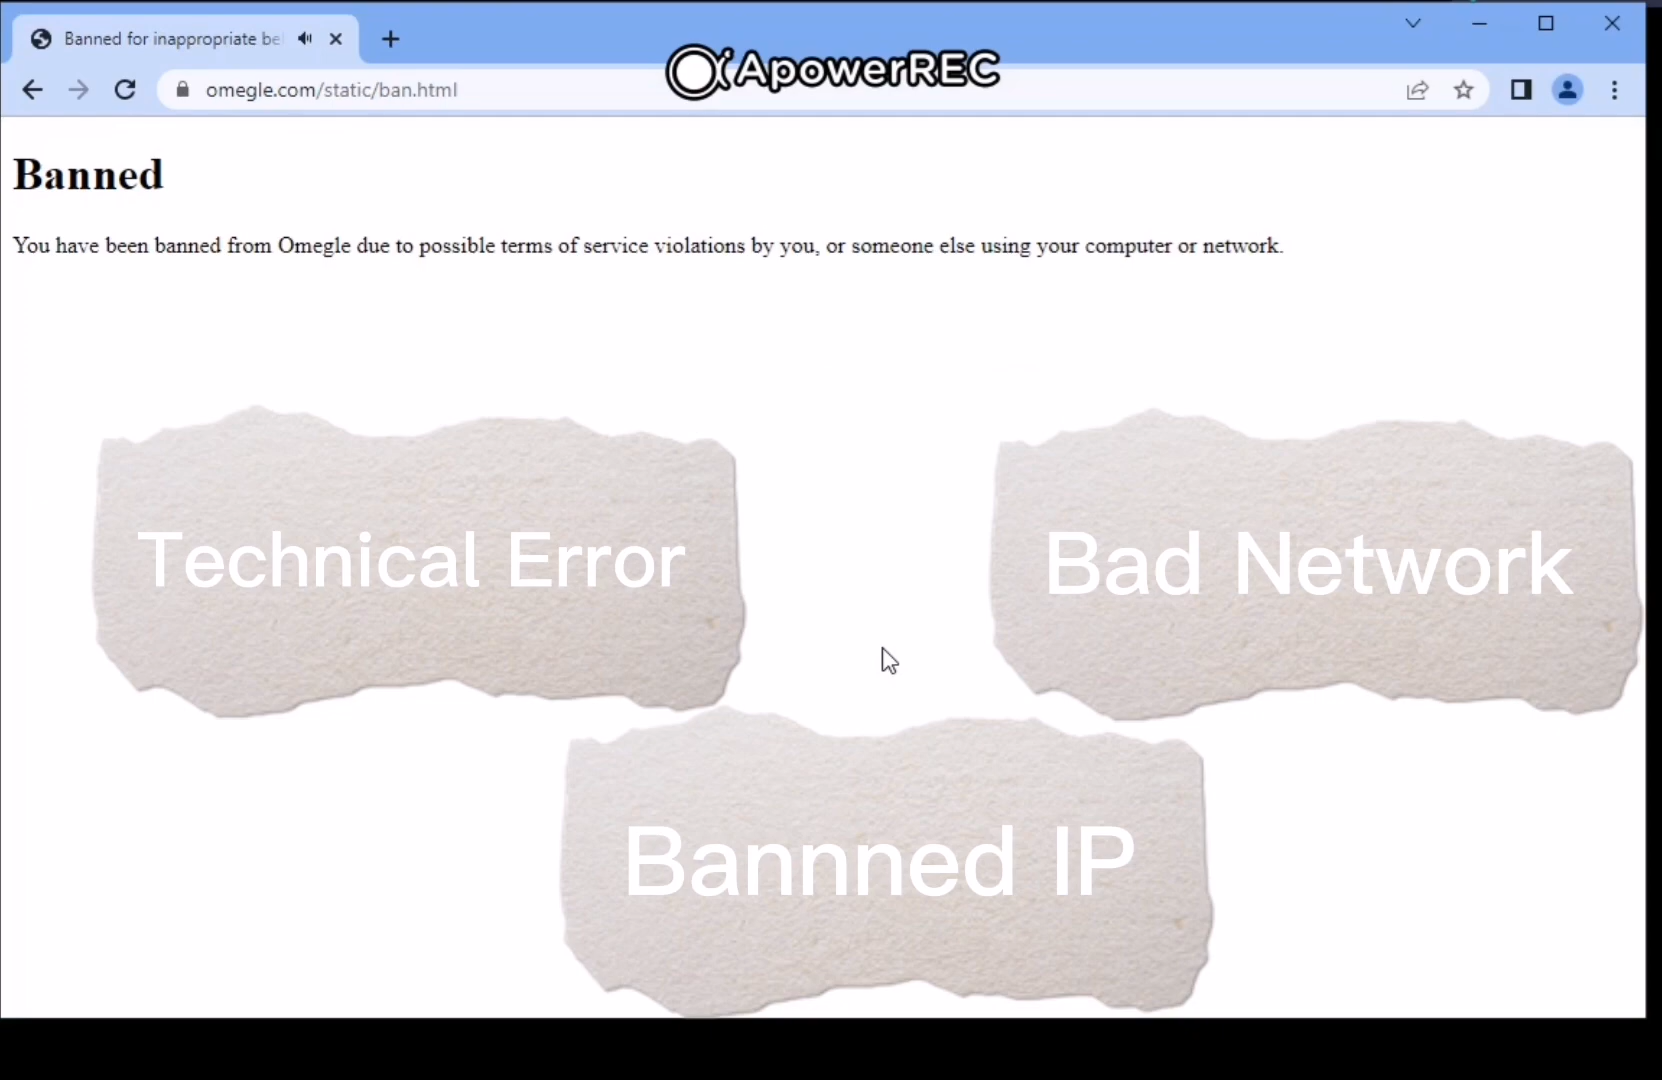 Banned for inappropriate be
ApowerREC
omegle.com/static/ban.html
Banned
You have been banned from Omegle due to possible terms of service violations by you, or someone else using your computer or network.
Technical Error
Bad Network
Bannned IP